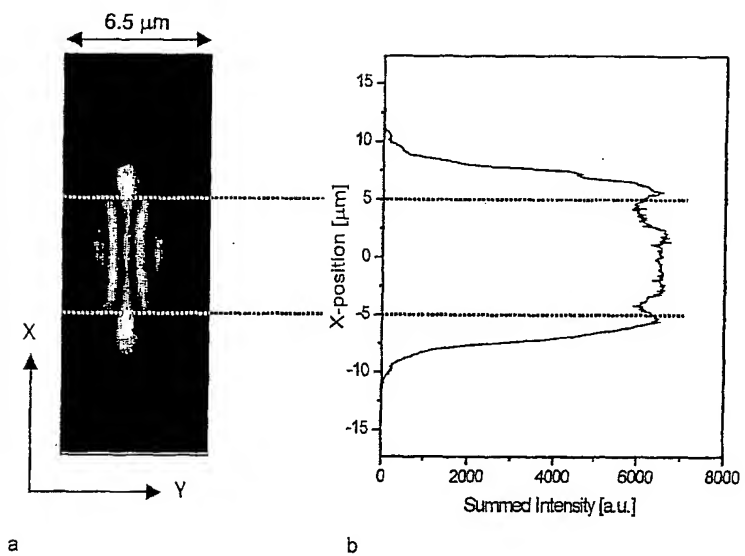 6.5 μm
X
Y
a
15
10
5
0
-5
-10
-15
X-position [μm]
0 2000 4000 6000 8000
Summed Intensity [a.u.]
b